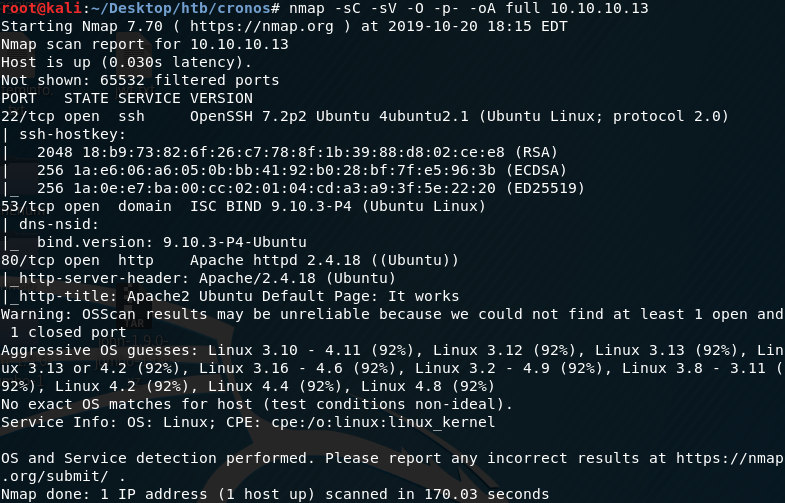 root@kali:~/Desktop/htb/cronos# nmap -sC -sV -O -p- -oA full 10.10.10.13
Starting Nmap 7.70 ( https://nmap.org ) at 2019-10-20 18:15 EDT
Nmap scan report for 10.10.10.13
Host is up (0.030s latency).
Not shown: 65532 filtered ports
PORT   STATE SERVICE VERSION
22/tcp open  ssh     OpenSSH 7.2p2 Ubuntu 4ubuntu2.1 (Ubuntu Linux; protocol 2.0)
| ssh-hostkey:
|   2048 18:b9:73:82:6f:26:c7:78:8f:1b:39:88:d8:02:ce:e8 (RSA)
|   256 1a:e6:06:a6:05:0b:bb:41:92:b0:28:bf:7f:e5:96:3b (ECDSA)
|_  256 1a:0e:e7:ba:00:cc:02:01:04:cd:a3:a9:3f:5e:22:20 (ED25519)
53/tcp open  domain  ISC BIND 9.10.3-P4 (Ubuntu Linux)
| dns-nsid:
|_  bind.version: 9.10.3-P4-Ubuntu
80/tcp open  http    Apache httpd 2.4.18 ((Ubuntu))
|_http-server-header: Apache/2.4.18 (Ubuntu)
|_http-title: Apache2 Ubuntu Default Page: It works
Warning: OSScan results may be unreliable because we could not find at least 1 open and
 1 closed port
Aggressive OS guesses: Linux 3.10 - 4.11 (92%), Linux 3.12 (92%), Linux 3.13 (92%), Lin
ux 3.13 or 4.2 (92%), Linux 3.16 - 4.6 (92%), Linux 3.2 - 4.9 (92%), Linux 3.8 - 3.11 (
92%), Linux 4.2 (92%), Linux 4.4 (92%), Linux 4.8 (92%)
No exact OS matches for host (test conditions non-ideal).
Service Info: OS: Linux; CPE: cpe:/o:linux:linux_kernel

OS and Service detection performed. Please report any incorrect results at https://nmap
.org/submit/ .
Nmap done: 1 IP address (1 host up) scanned in 170.03 seconds